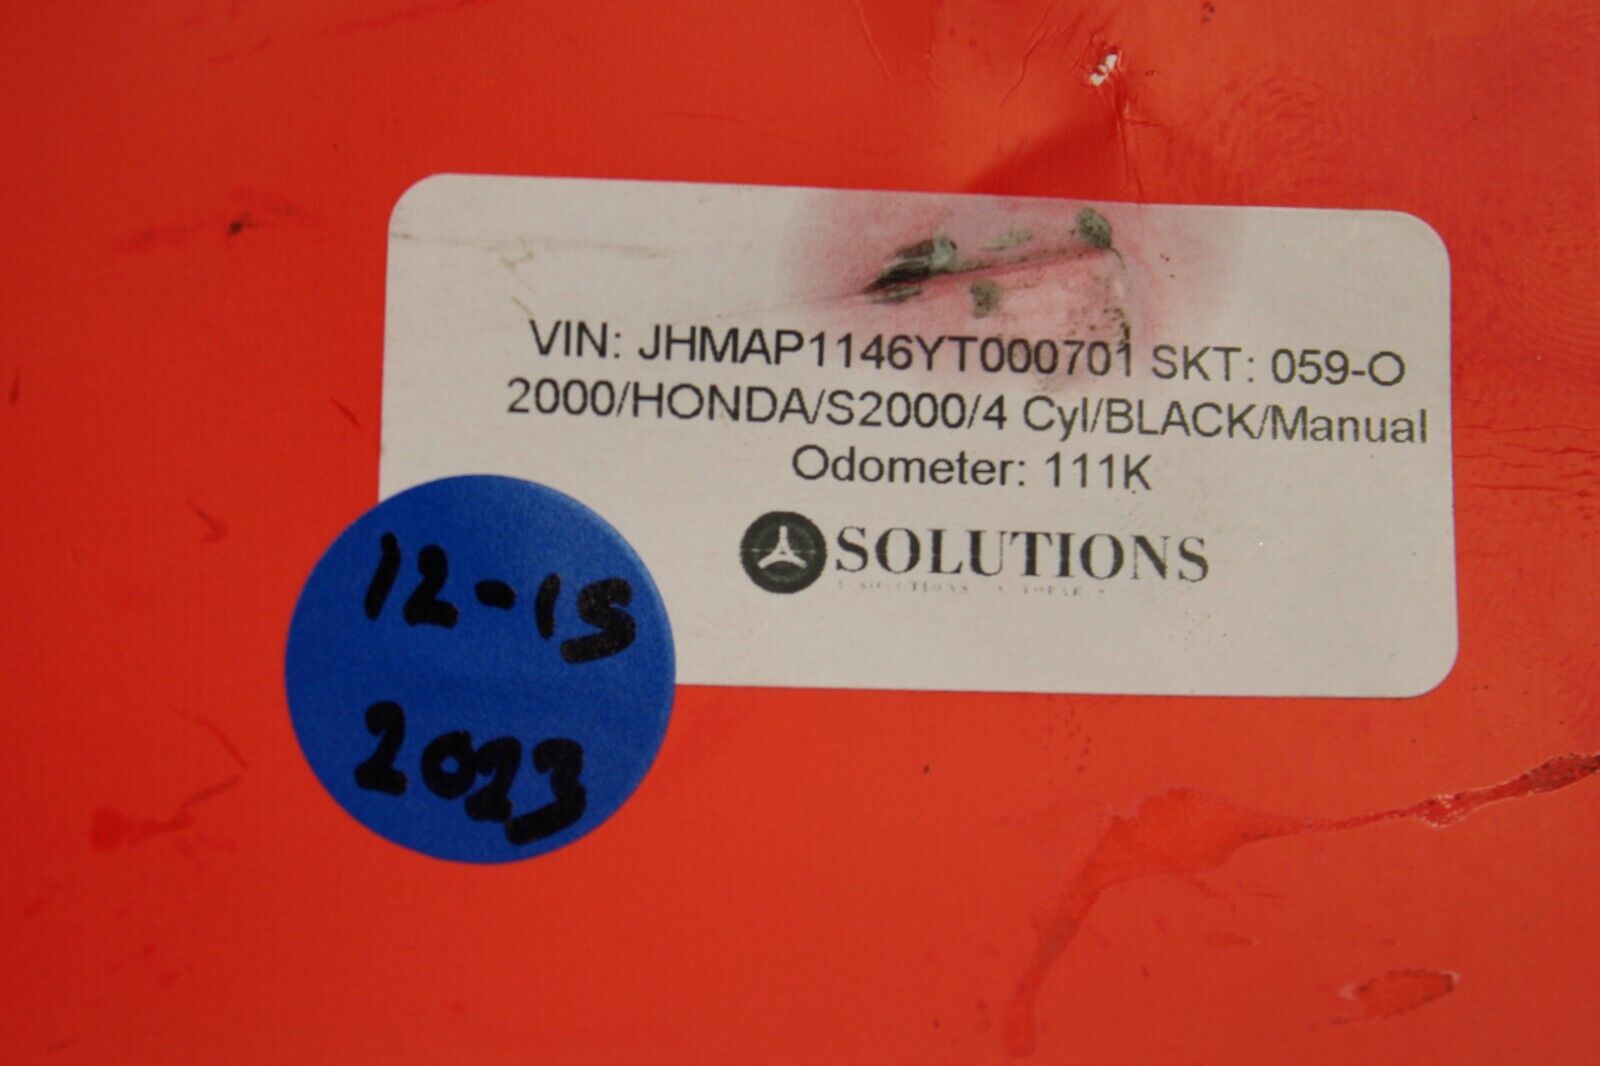 VIN: JHMAP1146YT000701 SKT: 059-O
2000/HONDA/S2000/4 Cyl/BLACK/Manual
Odometer: 111K
SOLUTIONS
12-15
2023